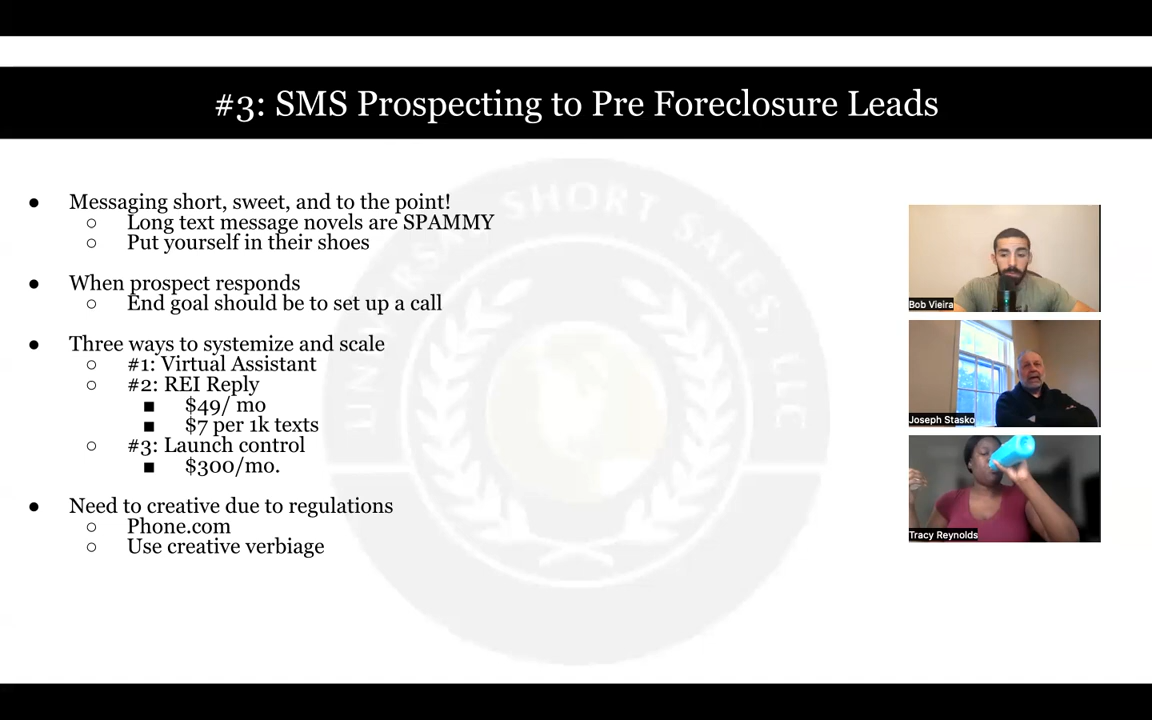 #3: SMS Prospecting to Pre Foreclosure Leads
● Messaging short, sweet, and to the point!
○ Long text message novels are SPAMMY
○ Put yourself in their shoes
● When prospect responds
○ End goal should be to set up a call
● Three ways to systemize and scale
○ #1: Virtual Assistant
○ #2: REI Reply
■ $49/ mo
■ $7 per 1k texts
○ #3: Launch control
■ $300/mo.
● Need to creative due to regulations
○ Phone.com
○ Use creative verbiage
Bob Vieira
Joseph Stasko
Tracy Reynolds
UNIVERSAL SHORT SALES, LLC